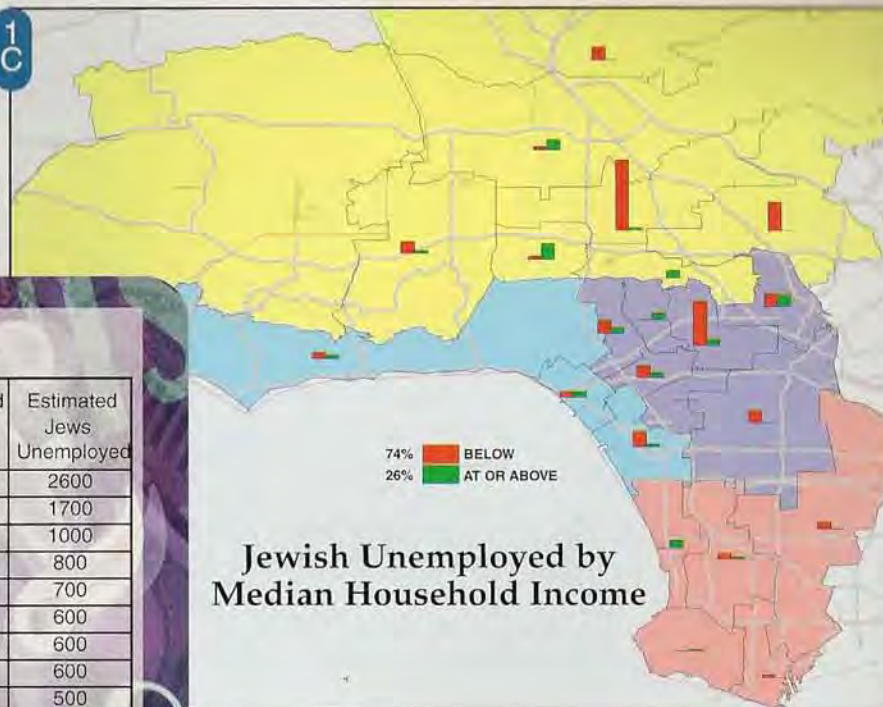 1
C
Estimated
Jews
Unemployed
2600
1700
1000
800
700
600
600
600
500
74% BELOW
26% AT OR ABOVE
Jewish Unemployed by
Median Household Income